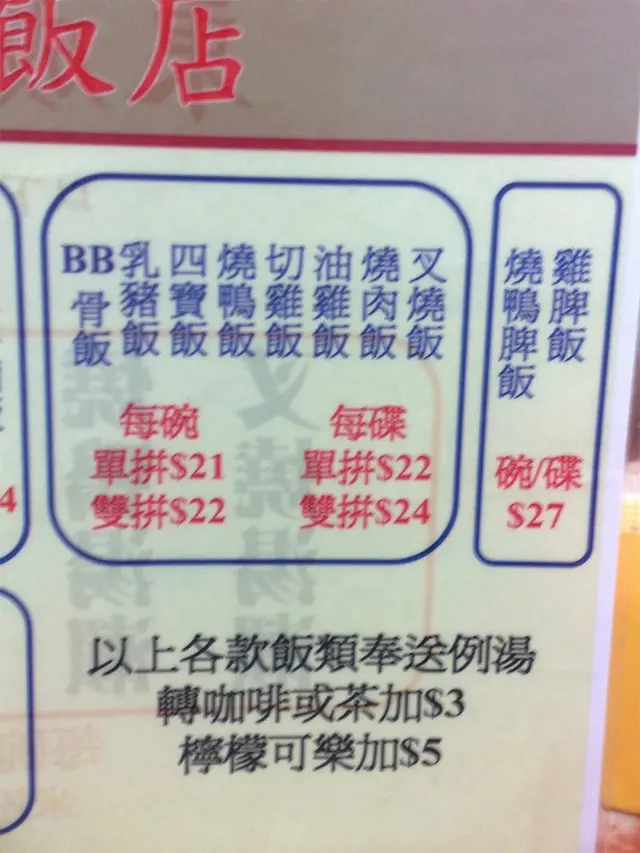 飯店
叉燒飯
燒肉飯
油雞飯
切雞飯
燒鴨飯
四寶飯
乳豬飯
BB骨飯
每碗
單拼$21
雙拼$22
每碟
單拼$22
雙拼$24
雞脾飯
燒鴨脾飯
碗/碟
$27
4
以上各款飯類奉送例湯
轉咖啡或茶加$3
檸檬可樂加$5